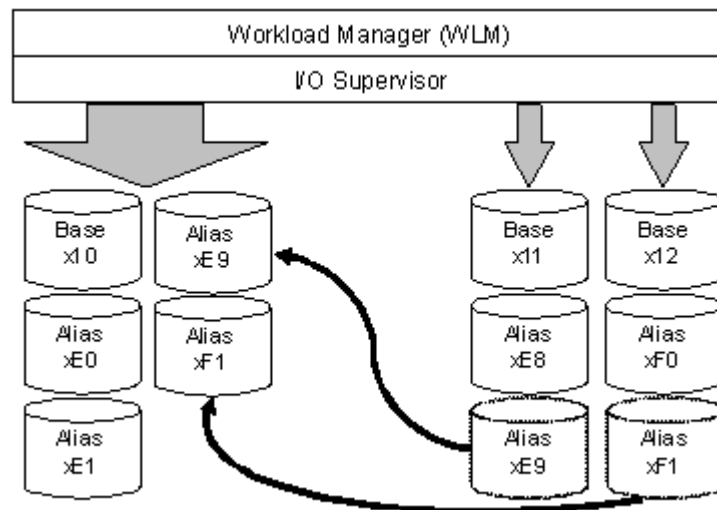 Workload Manager (WLM)
I/O Supervisor
Base
x10
Alias
xE9
Base
x11
Base
x12
Alias
xE0
Alias
xF1
Alias
xE8
Alias
xF0
Alias
xE1
Alias
xE9
Alias
xF1